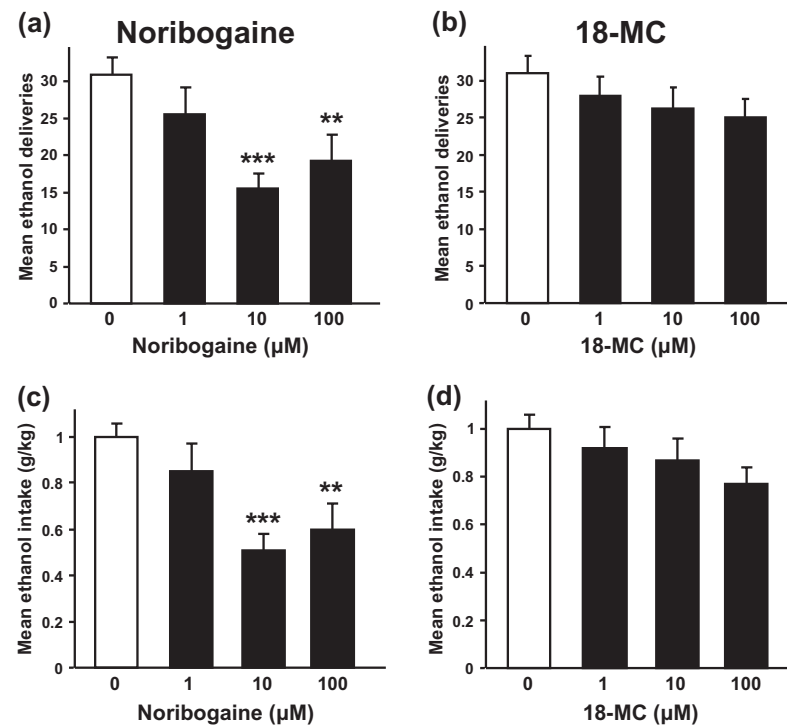 (a) Noribogaine
Mean ethanol deliveries
30
25
20
15
10
5
0
***
**
0 1 10 100
Noribogaine (µM)
(b) 18-MC
Mean ethanol deliveries
30
25
20
15
10
5
0
0 1 10 100
18-MC (µM)
(c)
Mean ethanol intake (g/kg)
1
0.8
0.6
0.4
0.2
0
***
**
0 1 10 100
Noribogaine (µM)
(d)
Mean ethanol intake (g/kg)
1
0.8
0.6
0.4
0.2
0
0 1 10 100
18-MC (µM)